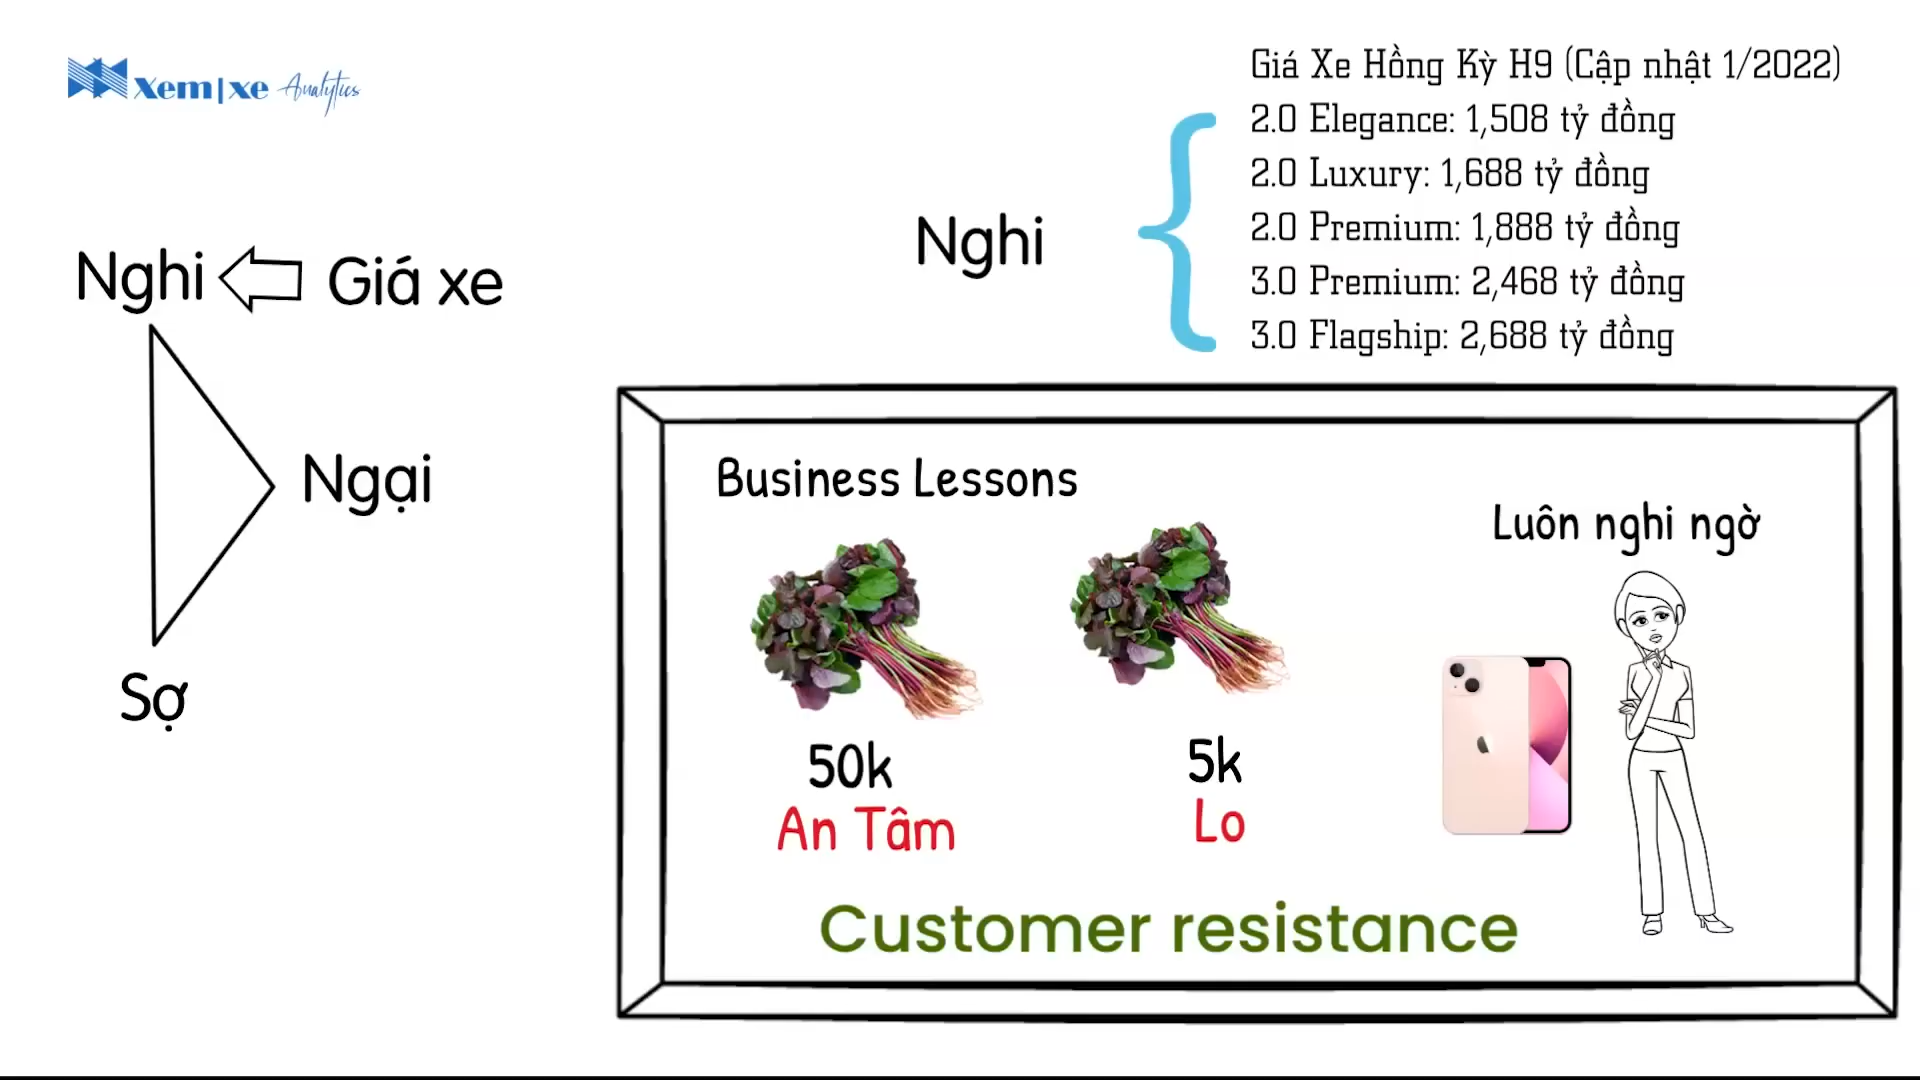 Xem|xe Analytics
Giá Xe Hồng Kỳ H9 (Cập nhật 1/2022)
2.0 Elegance: 1,508 tỷ đồng
2.0 Luxury: 1,688 tỷ đồng
2.0 Premium: 1,888 tỷ đồng
3.0 Premium: 2,468 tỷ đồng
3.0 Flagship: 2,688 tỷ đồng
Nghi
Nghi
Giá xe
Ngại
Sợ
Business Lessons
Luôn nghi ngờ
50k
An Tâm
5k
Lo
Customer resistance